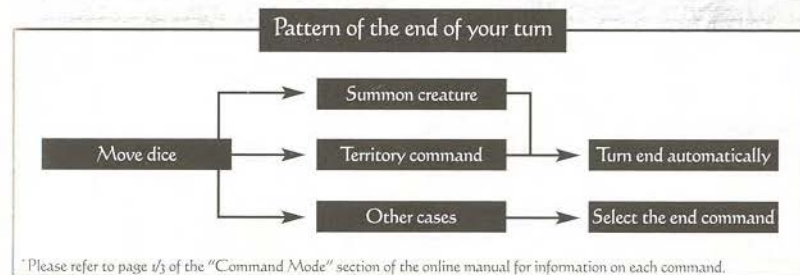 Pattern of the end of your turn
Summon creature
Move dice
Territory command
Turn end automatically
Other cases
Select the end command
*Please refer to page 1/3 of the "Command Mode" section of the online manual for information on each command.